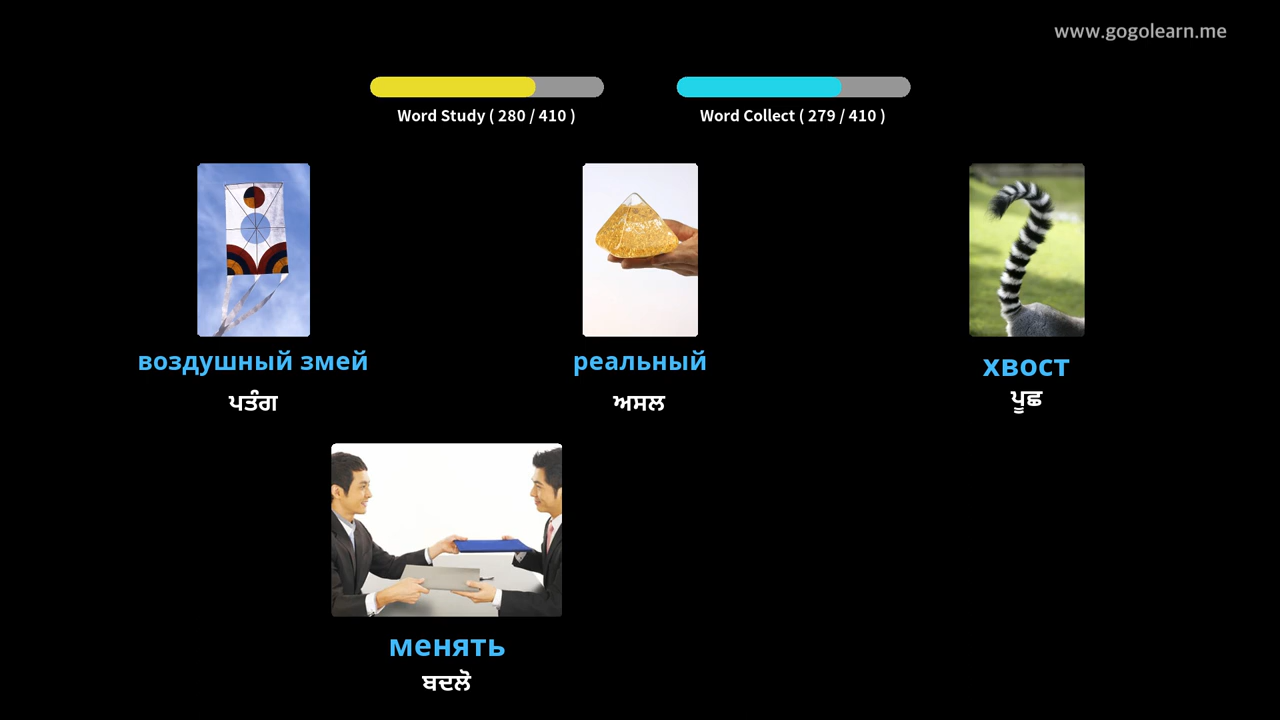 www.gogolearn.me
Word Study ( 280 / 410 )
Word Collect ( 279 / 410 )
воздушный змей
реальный
хвост
ਪਤੰਗ
ਅਸਲ
ਪੂਛ
менять
ਬਦਲੋ